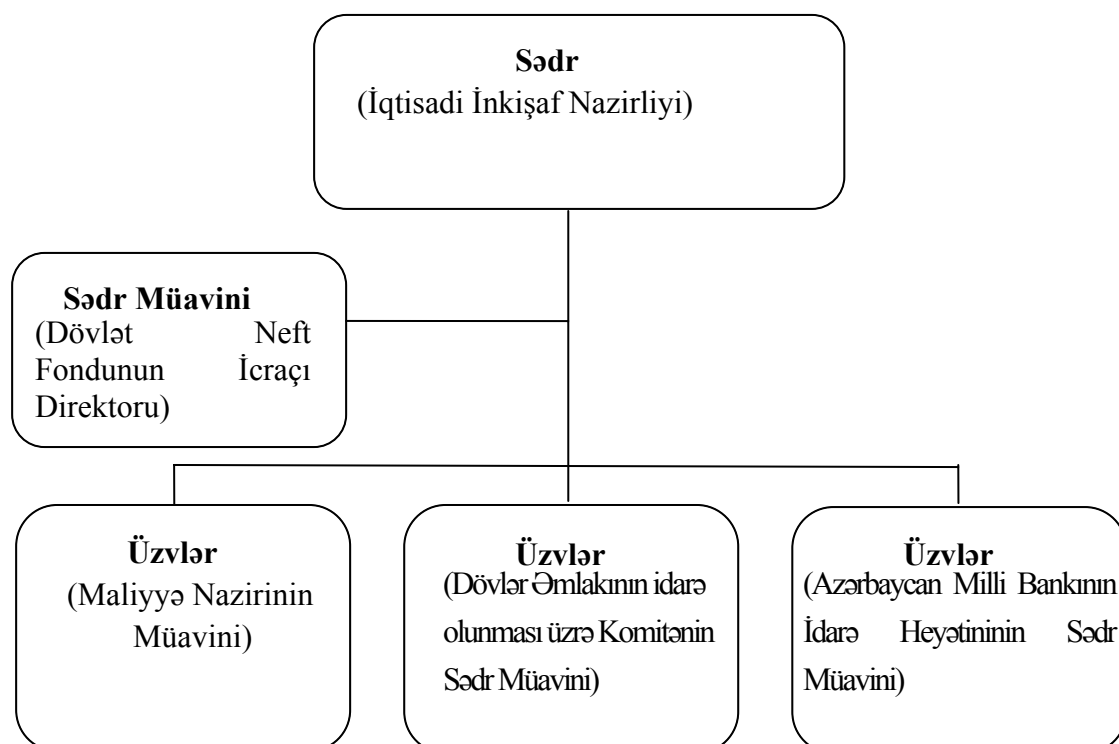 Sədr
(İqtisadi İnkişaf Nazirliyi)
Sədr Müavini
(Dövlət Neft
Fondunun İcraçı
Direktoru)
Üzvlər
(Maliyyə Nazirinin
Müavini)
Üzvlər
(Dövlər Əmlakının idarə
olunması üzrə Komitənin
Sədr Müavini)
Üzvlər
(Azərbaycan Milli Bankının
İdarə Heyətininin Sədr
Müavini)